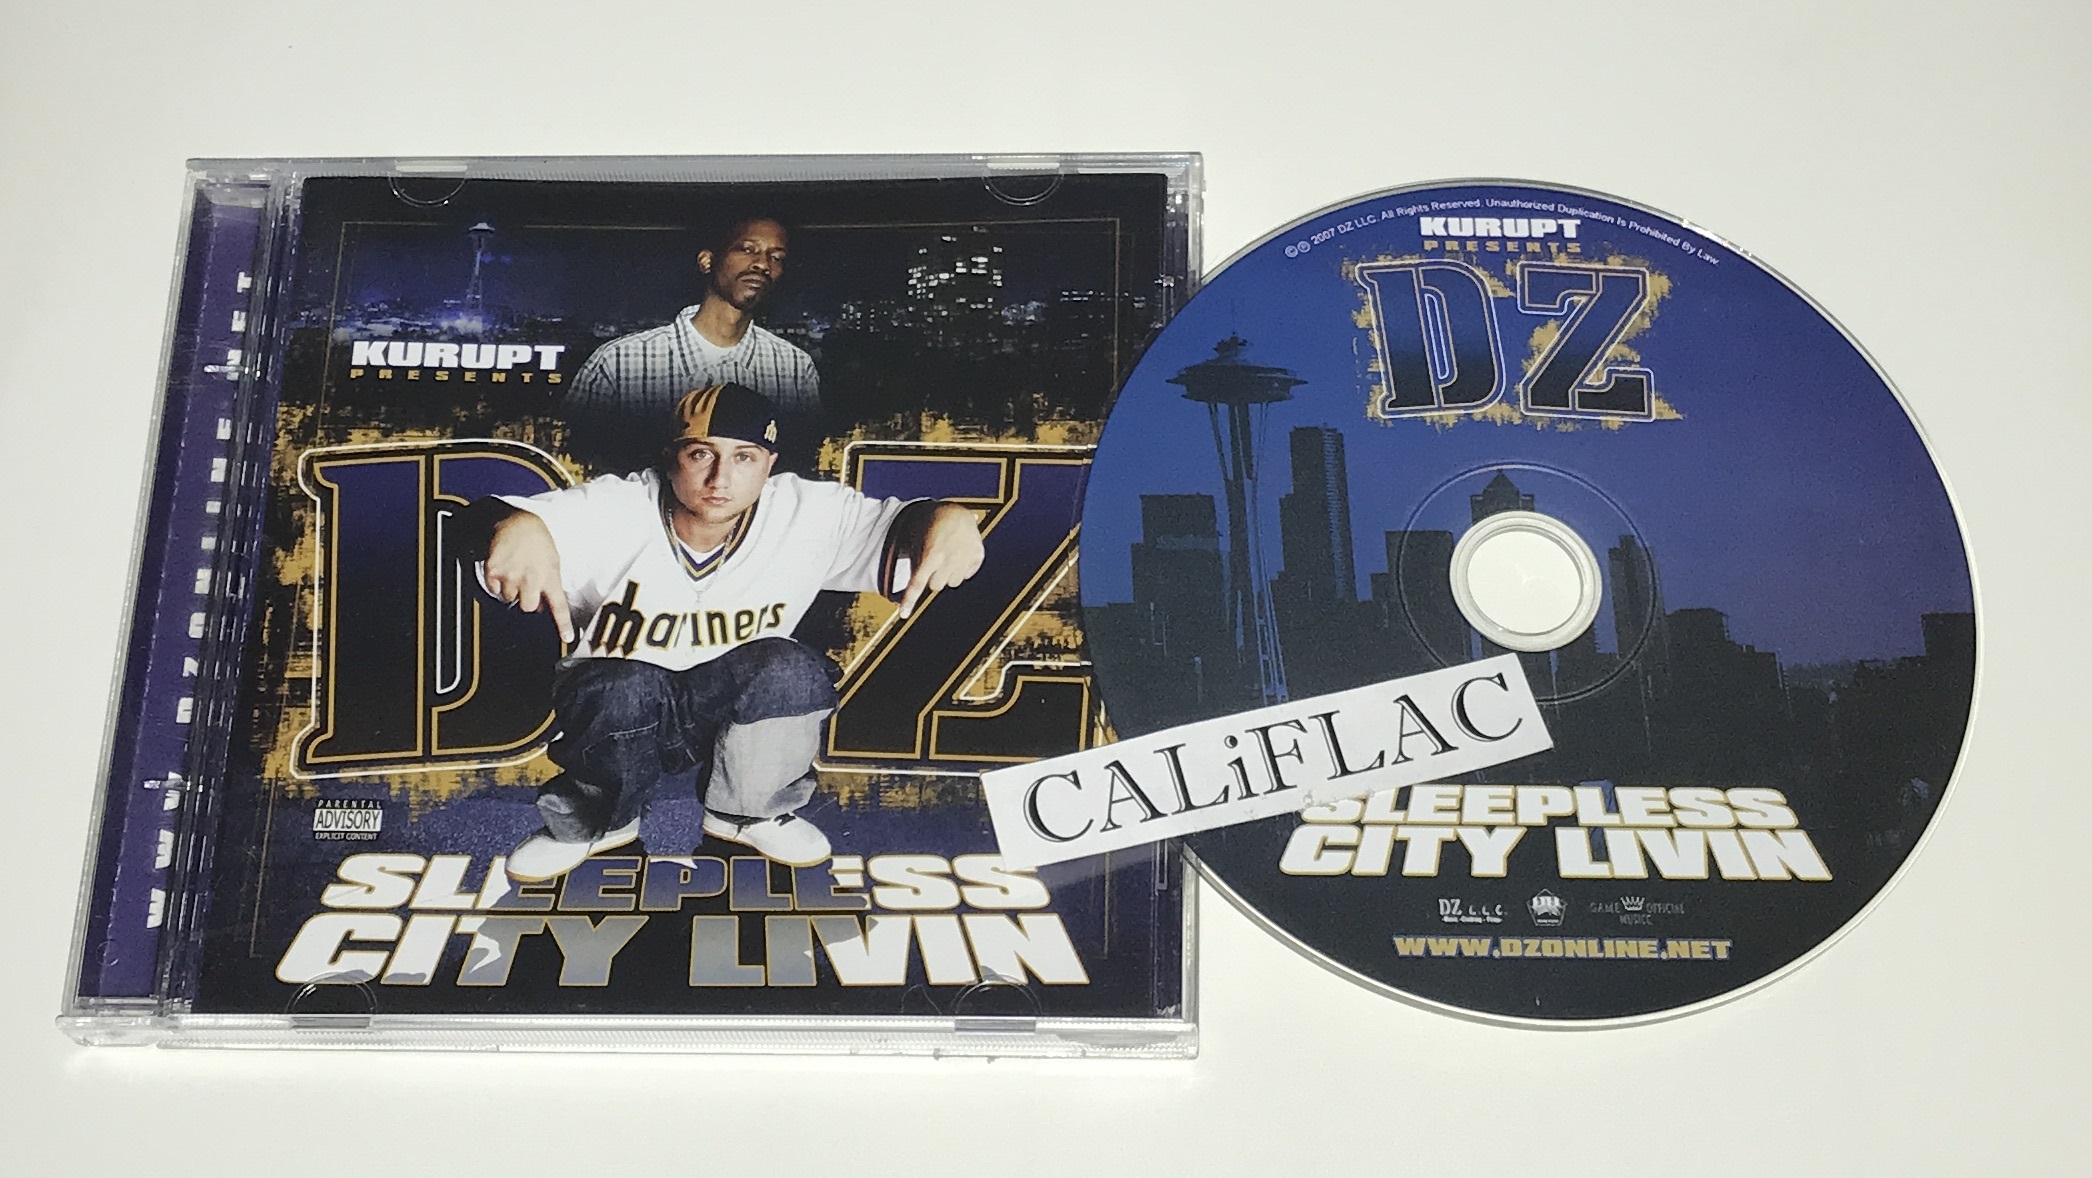 KURUPT
PRESENTS
DZ
mariners
PARENTAL
ADVISORY
EXPLICIT CONTENT
SLEEPLESS
CITY LIVIN
©℗ 2007 DZ LLC. All Rights Reserved. Unauthorized Duplication Is Prohibited By Law.
KURUPT
PRESENTS
DZ
CALiFLAC
SLEEPLESS
CITY LIVIN
DZ L.L.C.
GAME OFFICIAL
WWW.DZONLINE.NET